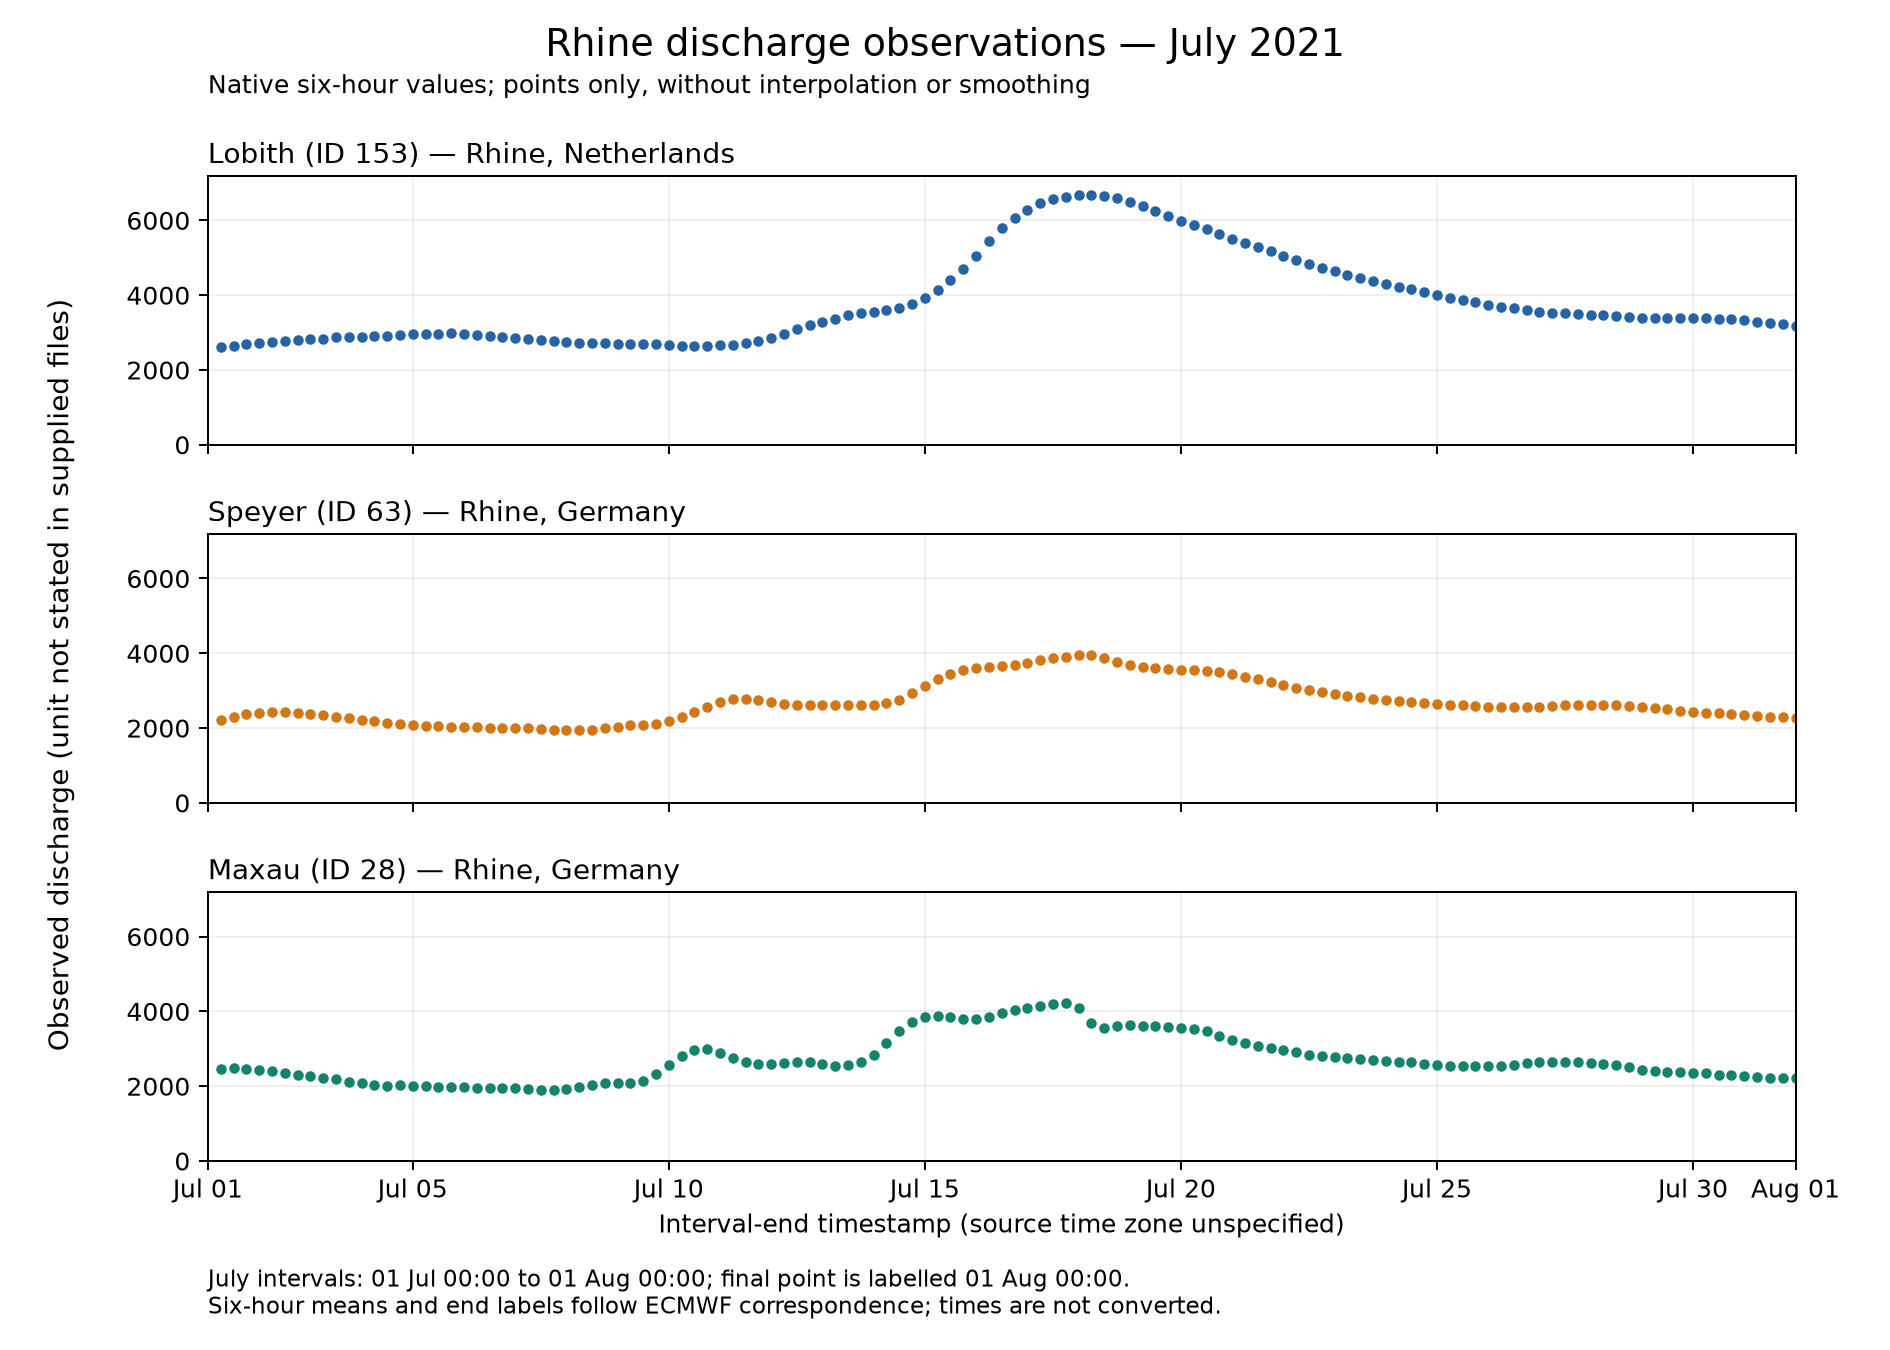 Rhine discharge observations — July 2021
Native six-hour values; points only, without interpolation or smoothing
Observed discharge (unit not stated in supplied files)
Lobith (ID 153) — Rhine, Netherlands
6000
4000
2000
0
Speyer (ID 63) — Rhine, Germany
6000
4000
2000
0
Maxau (ID 28) — Rhine, Germany
6000
4000
2000
0
Jul 01 Jul 05 Jul 10 Jul 15 Jul 20 Jul 25 Jul 30 Aug 01
Interval-end timestamp (source time zone unspecified)
July intervals: 01 Jul 00:00 to 01 Aug 00:00; final point is labelled 01 Aug 00:00.
Six-hour means and end labels follow ECMWF correspondence; times are not converted.